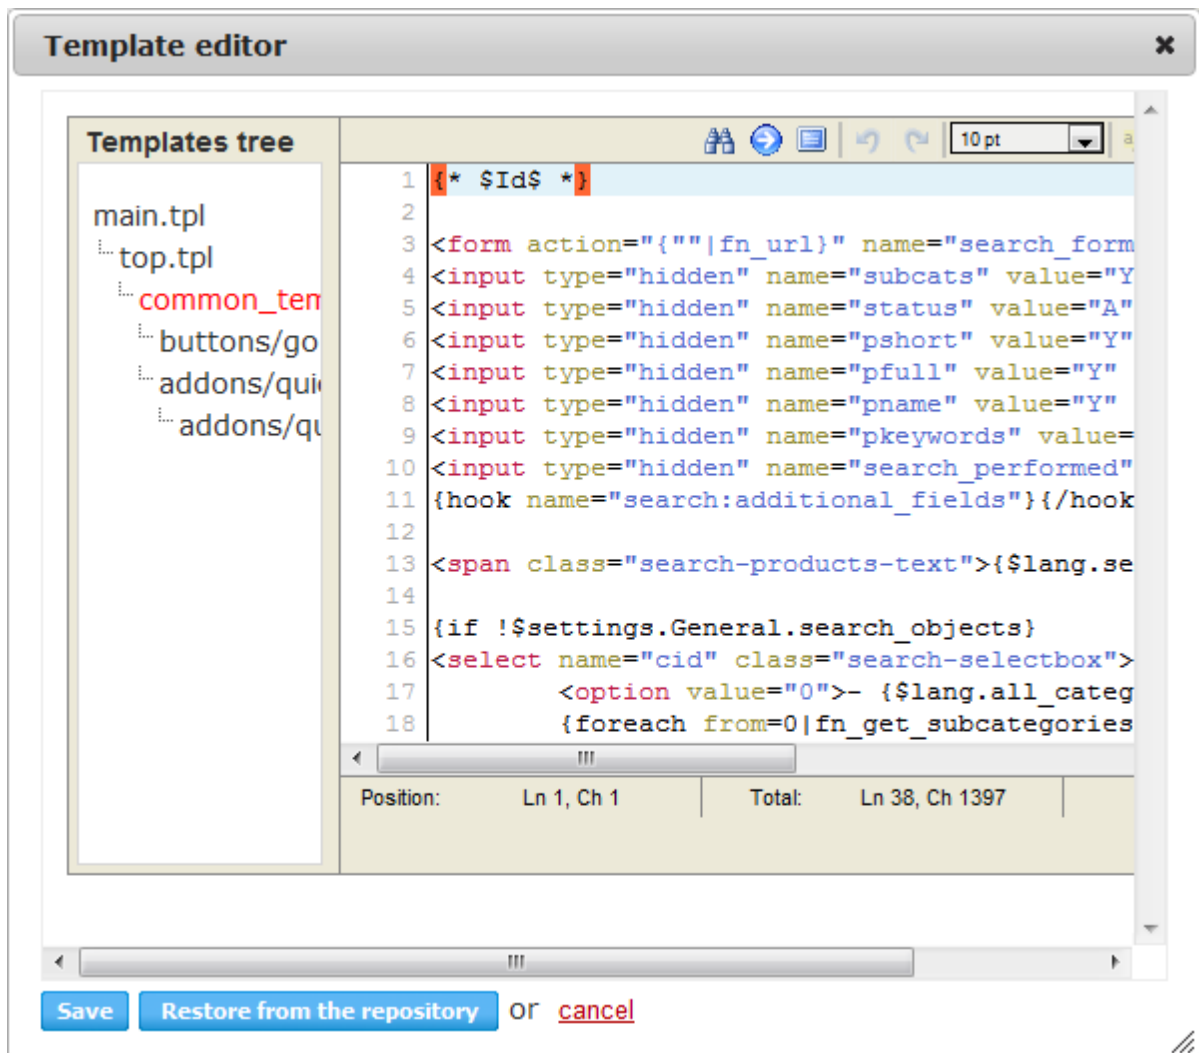 Template editor
Templates tree
10 pt
main.tpl
top.tpl
common_tem
buttons/go
addons/qui
addons/qu
1 {* $Id$ *}
2
3 <form action="{""|fn_url}" name="search_form
4 <input type="hidden" name="subcats" value="Y
5 <input type="hidden" name="status" value="A"
6 <input type="hidden" name="pshort" value="Y"
7 <input type="hidden" name="pfull" value="Y"
8 <input type="hidden" name="pname" value="Y"
9 <input type="hidden" name="pkeywords" value=
10 <input type="hidden" name="search_performed"
11 {hook name="search:additional_fields"}{/hook
12
13 <span class="search-products-text">{$lang.se
14
15 {if !$settings.General.search_objects}
16 <select name="cid" class="search-selectbox">
17 <option value="0">- {$lang.all_categ
18 {foreach from=0|fn_get_subcategories
Position: Ln 1, Ch 1 Total: Ln 38, Ch 1397
Save Restore from the repository or cancel